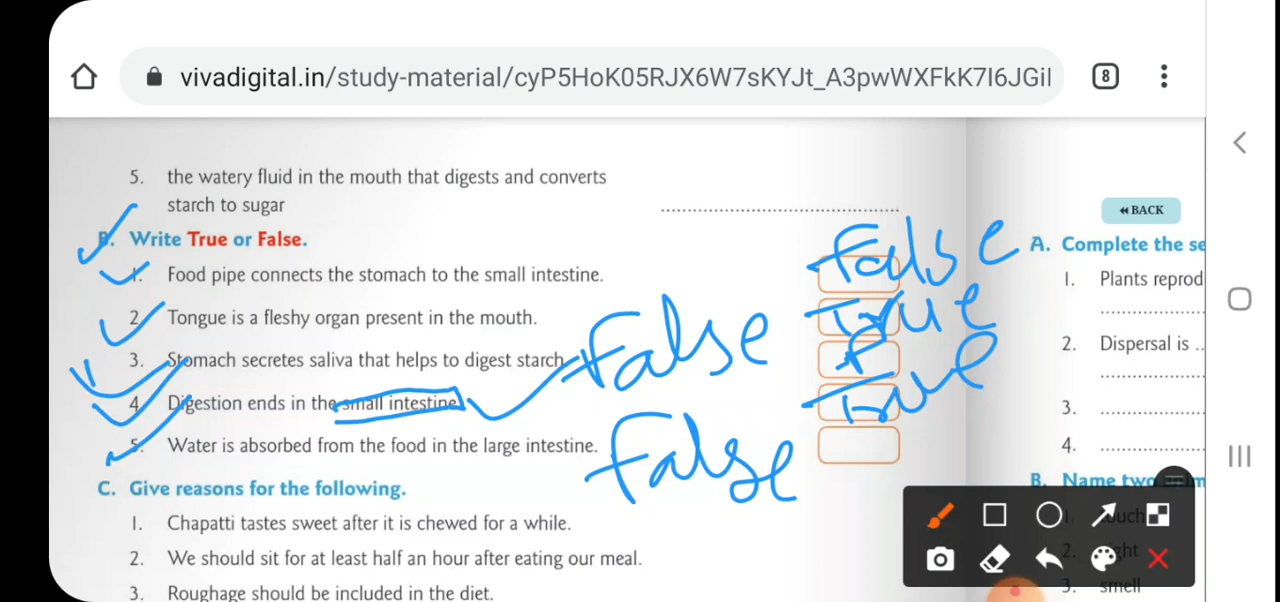 vivadigital.in/study-material/cyP5HoK05RJX6W7sKYJt_A3pwWXFkK7I6JGil
8
5. the watery fluid in the mouth that digests and converts
starch to sugar
B. Write True or False.
1. Food pipe connects the stomach to the small intestine. False
2. Tongue is a fleshy organ present in the mouth. True
3. Stomach secretes saliva that helps to digest starch. False F
4. Digestion ends in the small intestine. True
5. Water is absorbed from the food in the large intestine. False
C. Give reasons for the following.
1. Chapatti tastes sweet after it is chewed for a while.
2. We should sit for at least half an hour after eating our meal.
3. Roughage should be included in the diet.
BACK
A. Complete the se
1. Plants reprod
2. Dispersal is ..
3.
4.
B. Name two
1. touch
2. ight
3. smell